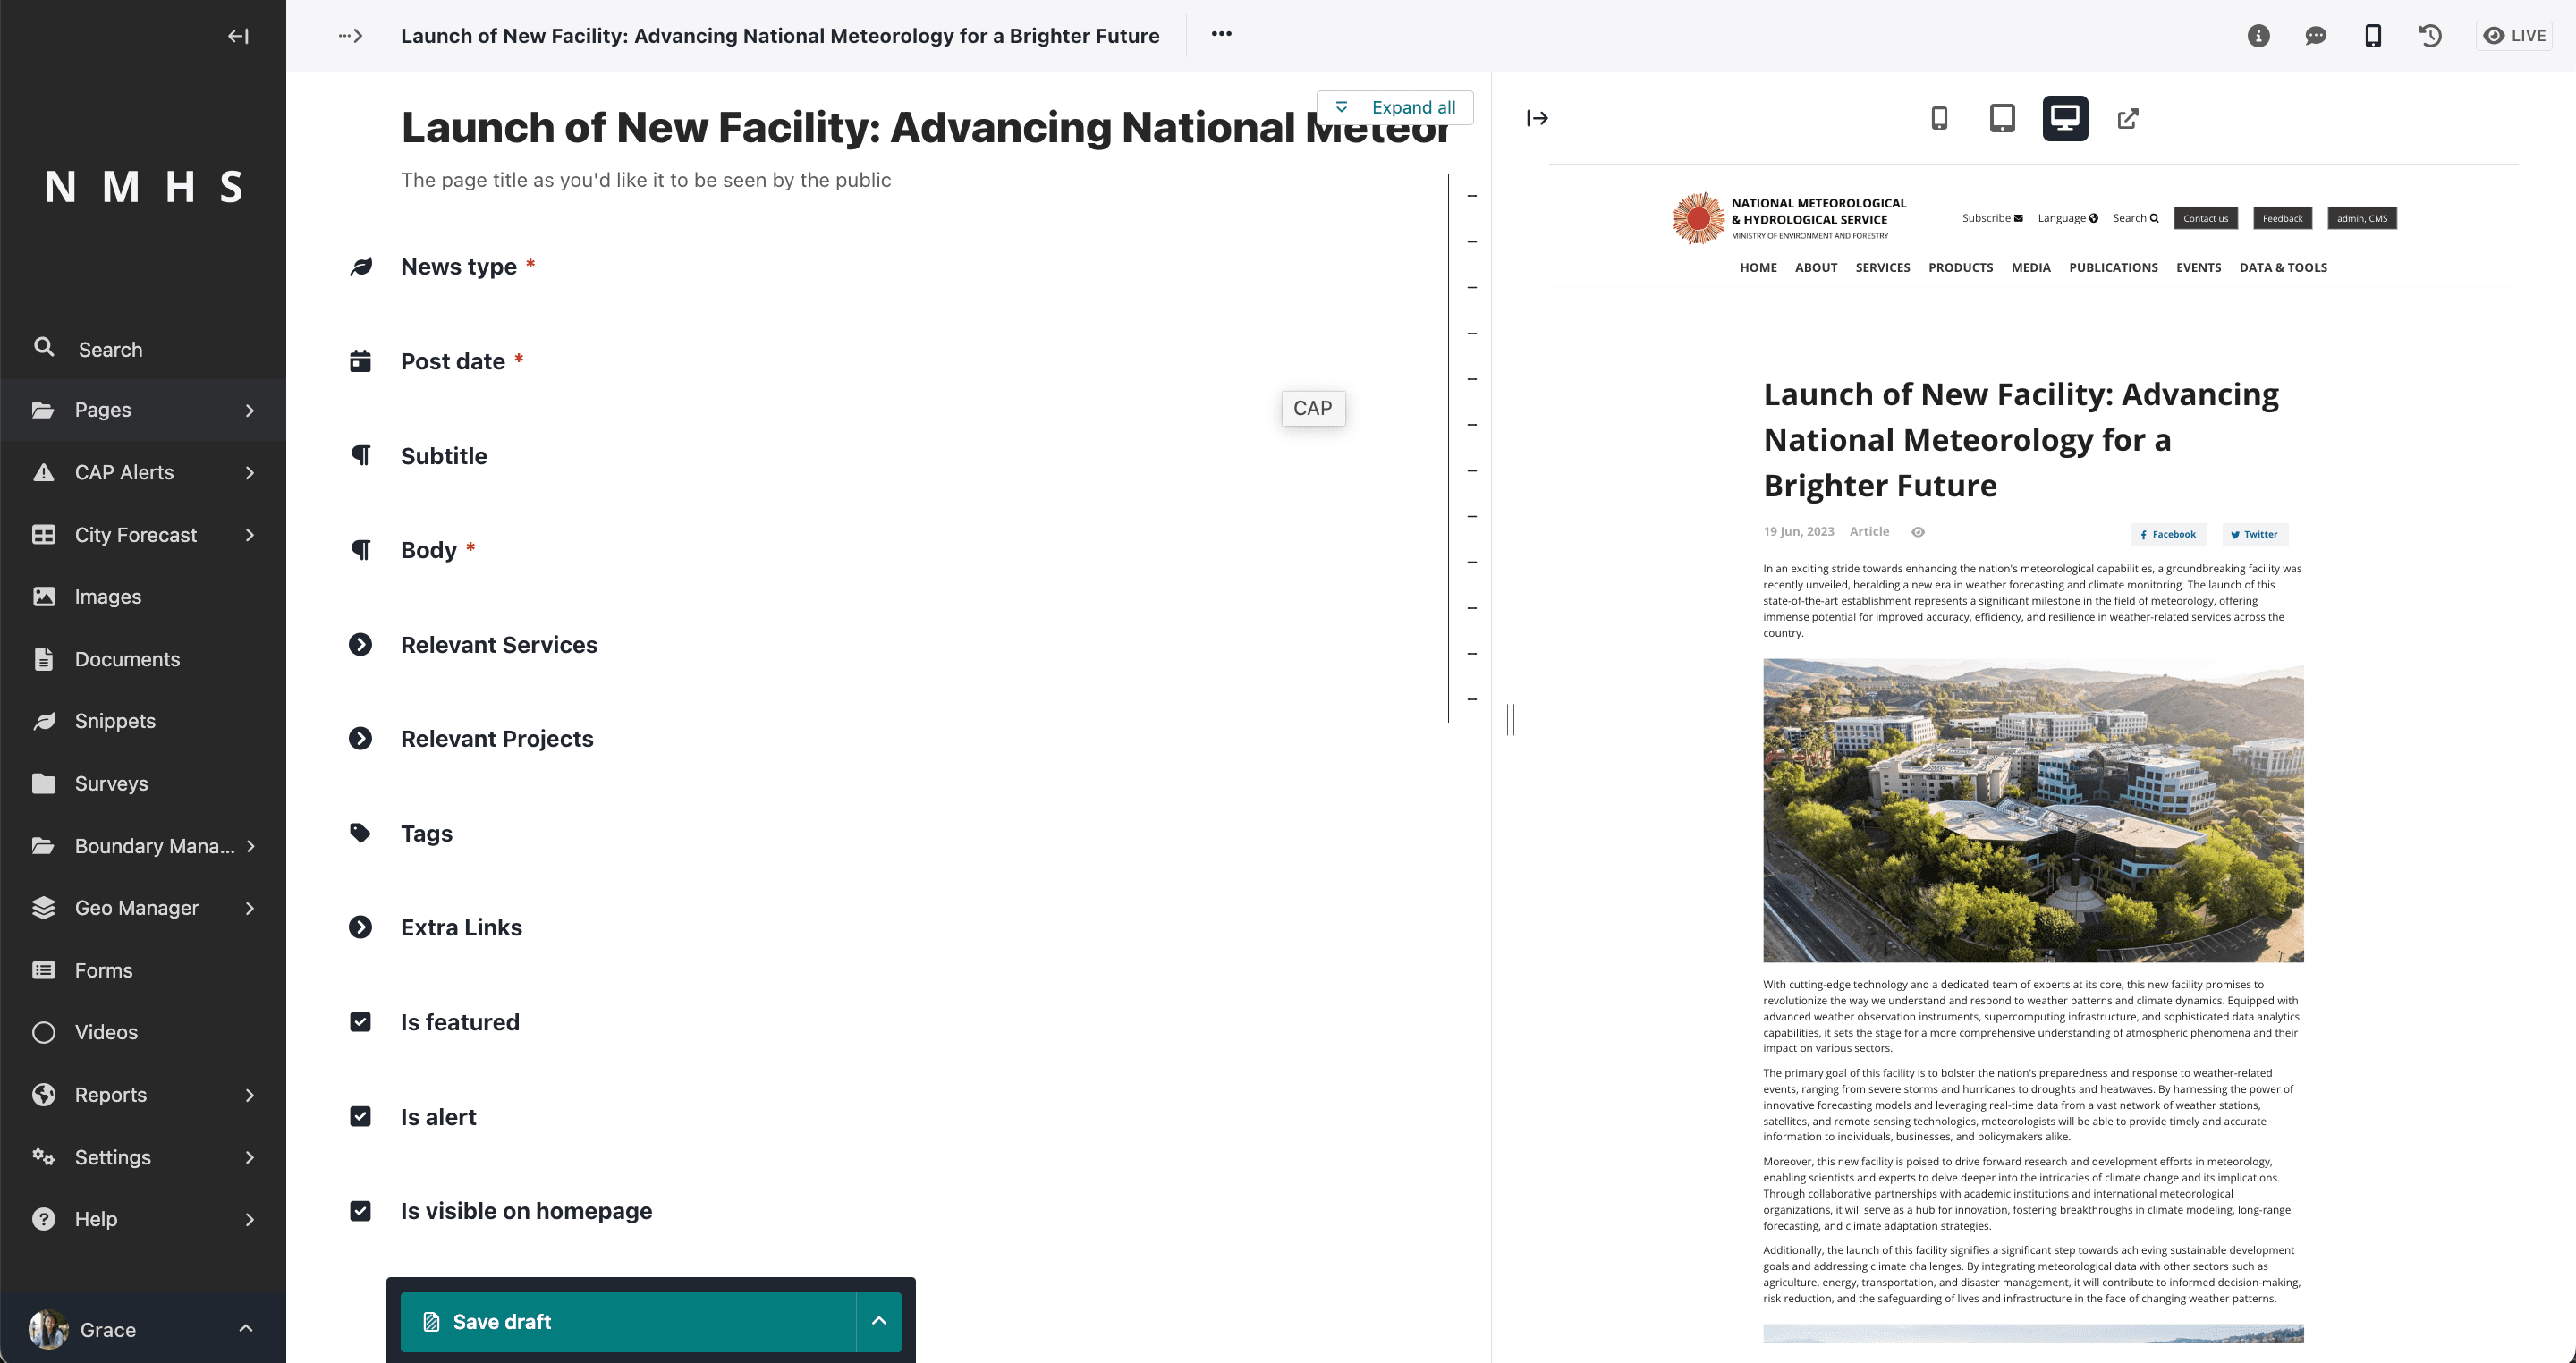 N M H S
Search
Pages
CAP Alerts
City Forecast
Images
Documents
Snippets
Surveys
Boundary Mana...
Geo Manager
Forms
Videos
Reports
Settings
Help
Grace
Launch of New Facility: Advancing National Meteorology for a Brighter Future
LIVE
Expand all
Launch of New Facility: Advancing National Meteor
The page title as you'd like it to be seen by the public
News type *
Post date *
CAP
Subtitle
Body *
Relevant Services
Relevant Projects
Tags
Extra Links
Is featured
Is alert
Is visible on homepage
Save draft
NATIONAL METEOROLOGICAL
& HYDROLOGICAL SERVICE
MINISTRY OF ENVIRONMENT AND FORESTRY
Subscribe Language Search Contact us Feedback admin, CMS
HOME ABOUT SERVICES PRODUCTS MEDIA PUBLICATIONS EVENTS DATA & TOOLS
Launch of New Facility: Advancing
National Meteorology for a
Brighter Future
19 Jun, 2023 Article
Facebook Twitter
In an exciting stride towards enhancing the nation's meteorological capabilities, a groundbreaking facility was
recently unveiled, heralding a new era in weather forecasting and climate monitoring. The launch of this
state-of-the-art establishment represents a significant milestone in the field of meteorology, offering
immense potential for improved accuracy, efficiency, and resilience in weather-related services across the
country.
With cutting-edge technology and a dedicated team of experts at its core, this new facility promises to
revolutionize the way we understand and respond to weather patterns and climate dynamics. Equipped with
advanced weather observation instruments, supercomputing infrastructure, and sophisticated data analytics
capabilities, it sets the stage for a more comprehensive understanding of atmospheric phenomena and their
impact on various sectors.
The primary goal of this facility is to bolster the nation's preparedness and response to weather-related
events, ranging from severe storms and hurricanes to droughts and heatwaves. By harnessing the power of
innovative forecasting models and leveraging real-time data from a vast network of weather stations,
satellites, and remote sensing technologies, meteorologists will be able to provide timely and accurate
information to individuals, businesses, and policymakers alike.
Moreover, this new facility is poised to drive forward research and development efforts in meteorology,
enabling scientists and experts to delve deeper into the intricacies of climate change and its implications.
Through collaborative partnerships with academic institutions and international meteorological
organizations, it will serve as a hub for innovation, fostering breakthroughs in climate modeling, long-range
forecasting, and climate adaptation strategies.
Additionally, the launch of this facility signifies a significant step towards achieving sustainable development
goals and addressing climate challenges. By integrating meteorological data with other sectors such as
agriculture, energy, transportation, and disaster management, it will contribute to informed decision-making,
risk reduction, and the safeguarding of lives and infrastructure in the face of changing weather patterns.